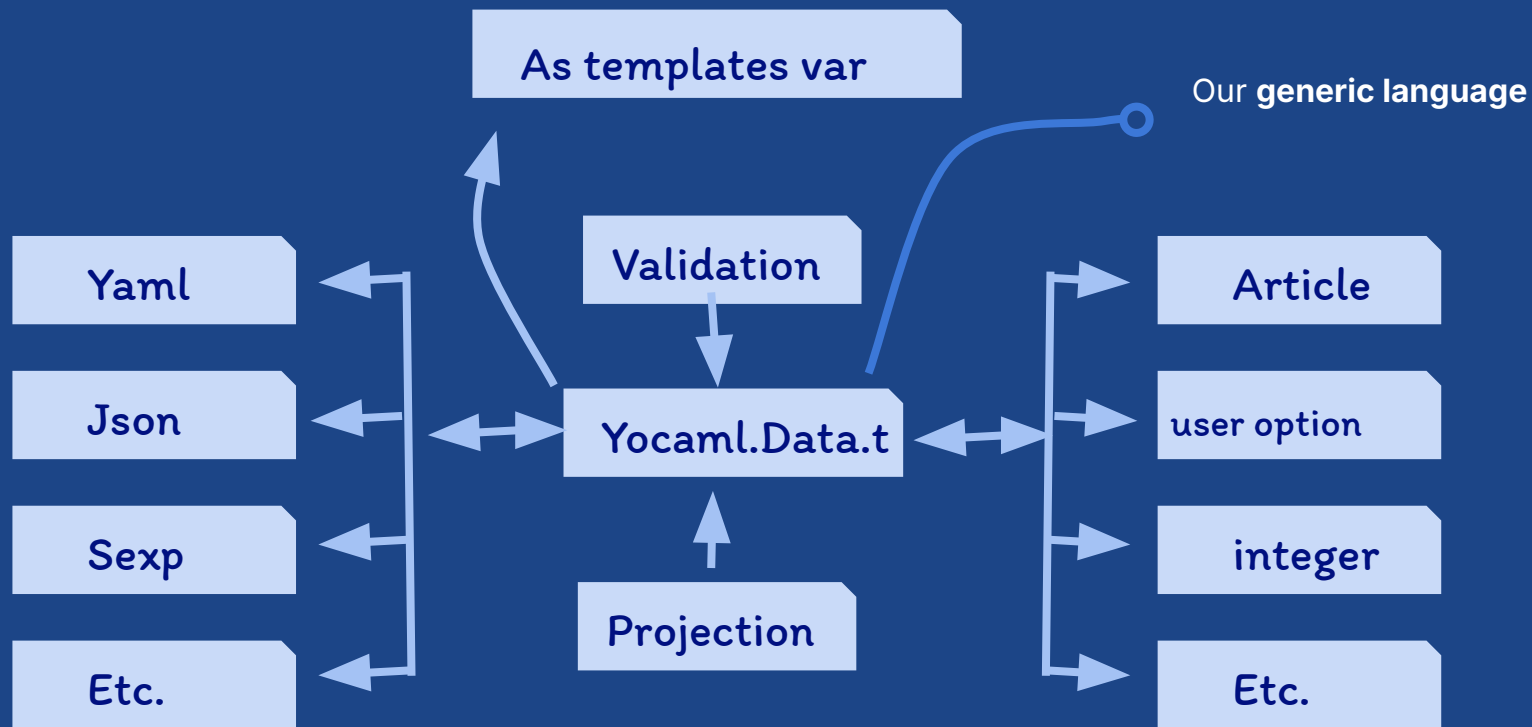 As templates var
Our generic language
Validation
Yaml
Article
Json
user option
Yocaml.Data.t
Sexp
integer
Projection
Etc.
Etc.